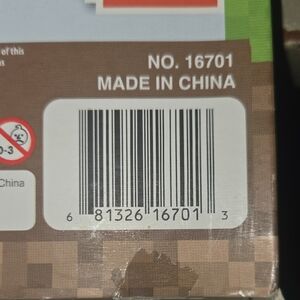 of this
NO. 16701
MADE IN CHINA
0-3
China
6 81326 16701 3